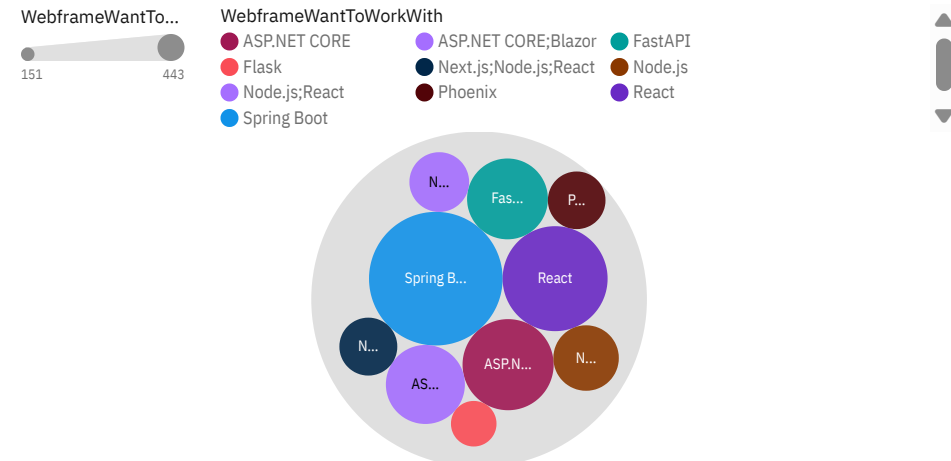 WebframeWantTo...
151
443
WebframeWantToWorkWith
ASP.NET CORE
ASP.NET CORE;Blazor
FastAPI
Flask
Next.js;Node.js;React
Node.js
Node.js;React
Phoenix
React
Spring Boot
N...
Fas...
P...
Spring B...
React
N...
ASP.N...
N...
AS...